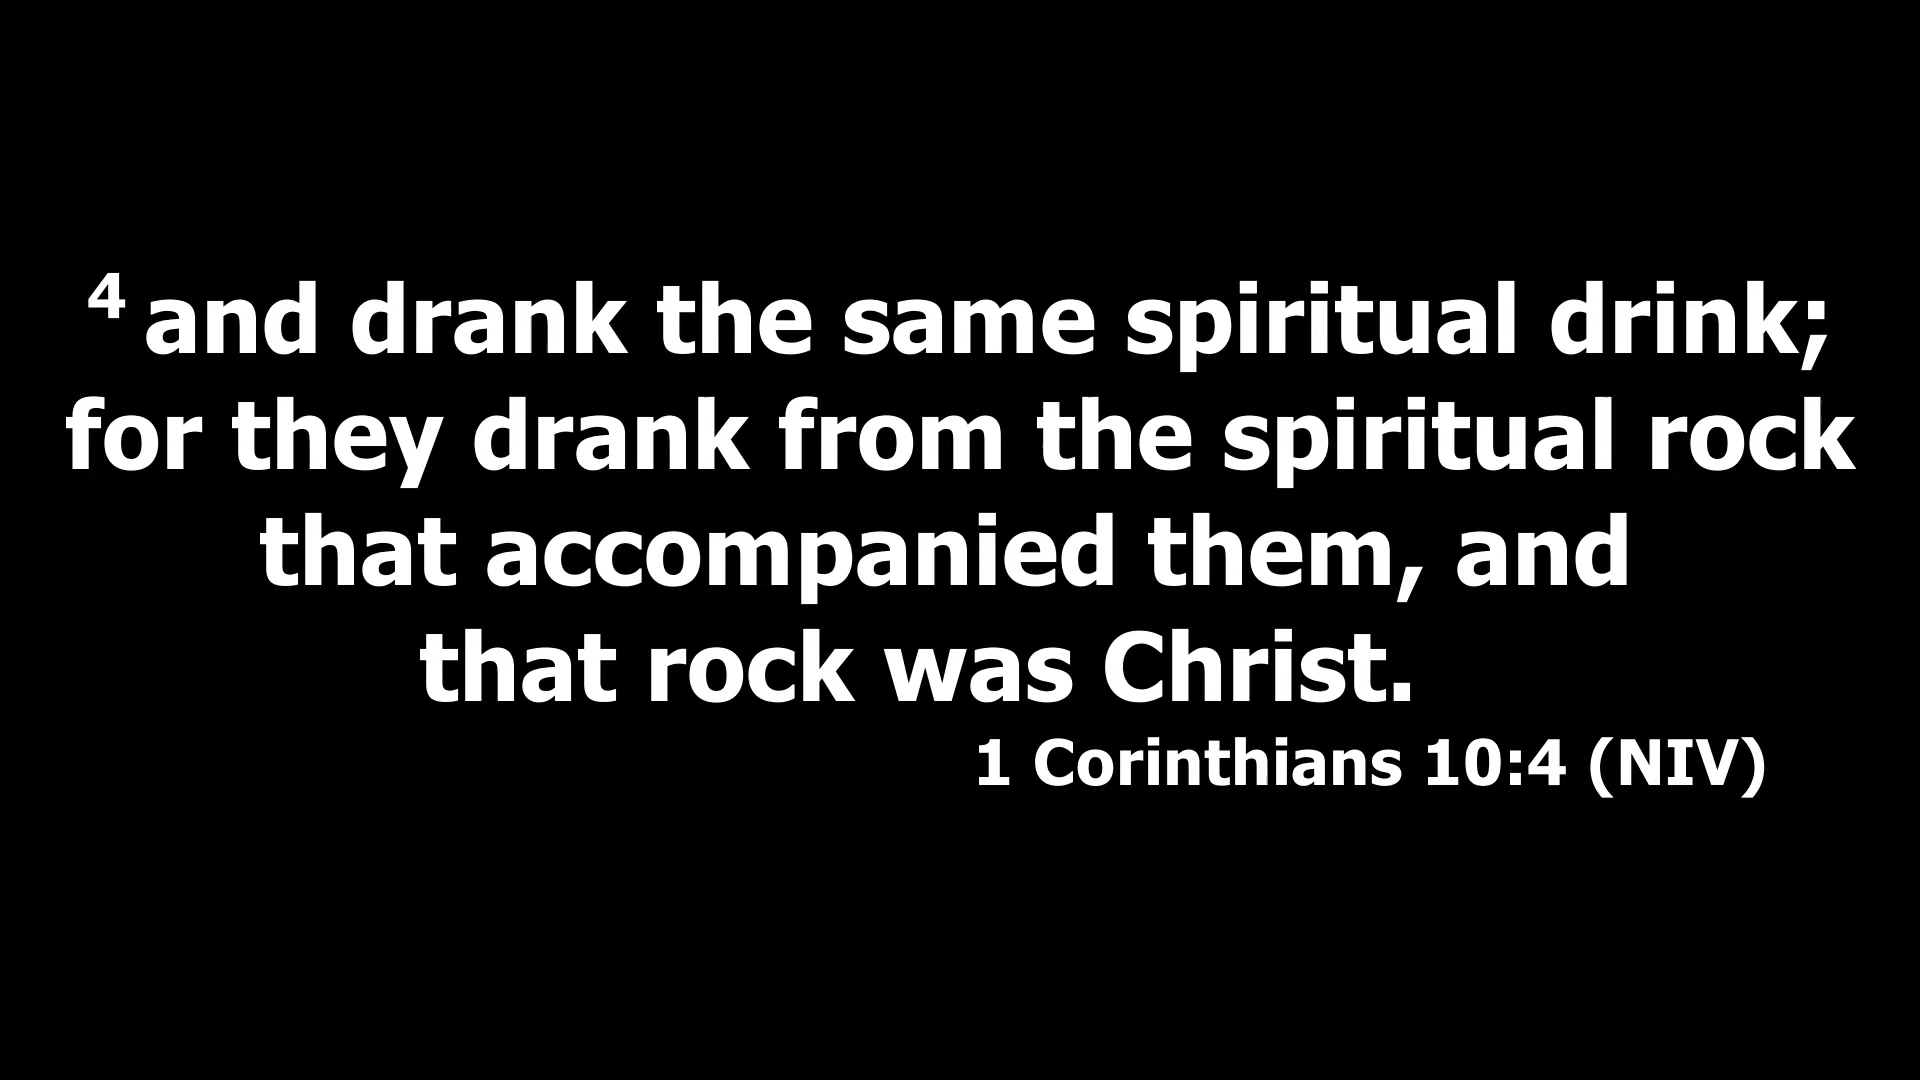 ⁴ and drank the same spiritual drink;
for they drank from the spiritual rock
that accompanied them, and
that rock was Christ.
1 Corinthians 10:4 (NIV)